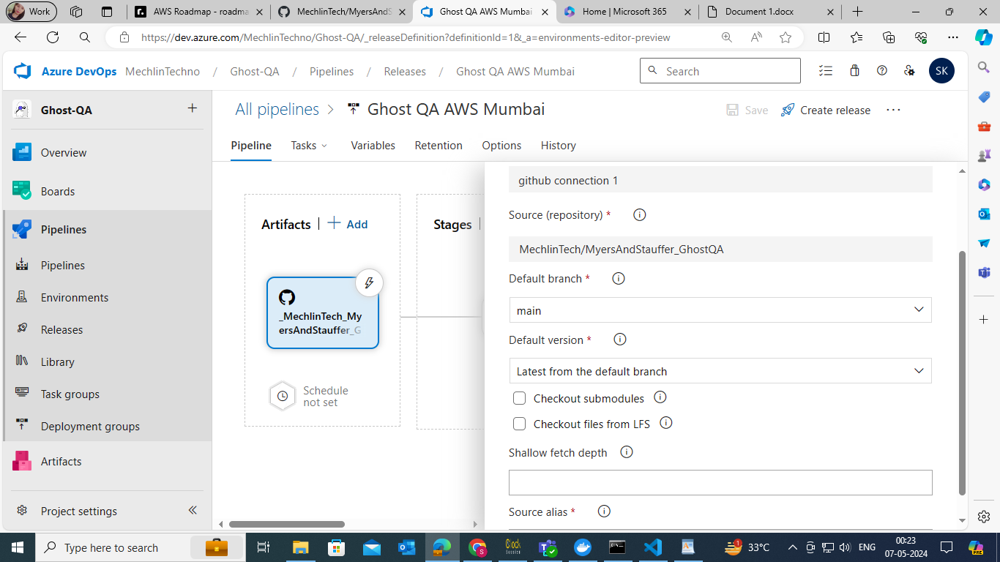 Work
AWS Roadmap - roadma
MechlinTech/MyersAndS
Ghost QA AWS Mumbai
Home | Microsoft 365
Document 1.docx
https://dev.azure.com/MechlinTechno/Ghost-QA/_releaseDefinition?definitionId=1&_a=environments-editor-preview
Azure DevOps MechlinTechno / Ghost-QA / Pipelines / Releases / Ghost QA AWS Mumbai
Search
SK
Ghost-QA
All pipelines > Ghost QA AWS Mumbai
Save
Create release
Pipeline Tasks Variables Retention Options History
Overview
Boards
Pipelines
Pipelines
Environments
Releases
Library
Task groups
Deployment groups
Artifacts
Project settings
Artifacts | + Add
Stages |
_MechlinTech_My
ersAndStauffer_G
Schedule
not set
github connection 1
Source (repository) *
MechlinTech/MyersAndStauffer_GhostQA
Default branch *
main
Default version *
Latest from the default branch
Checkout submodules
Checkout files from LFS
Shallow fetch depth
Source alias *
Type here to search
33°C
ENG
00:23
07-05-2024